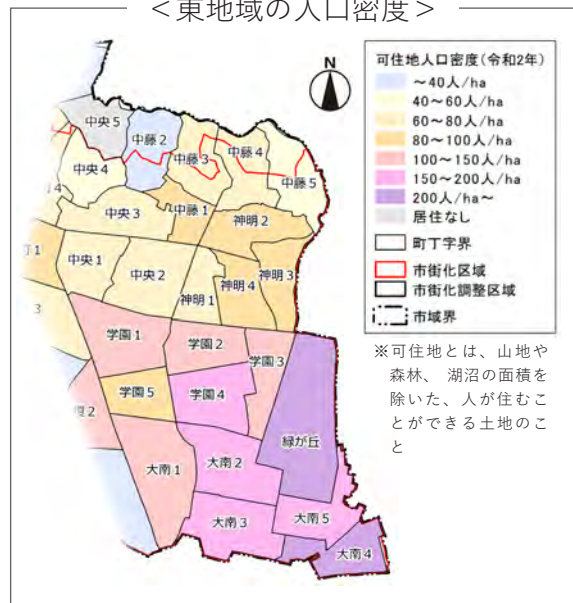 ＜東地域の人口密度＞
可住地人口密度(令和2年)
～40人/ha
40～60人/ha
60～80人/ha
80～100人/ha
100～150人/ha
150～200人/ha
200人/ha～
居住なし
町丁字界
市街化区域
市街化調整区域
市域界
※可住地とは、山地や
森林、湖沼の面積を
除いた、人が住むこ
とができる土地のこ
と
N
中央5
中藤2
中藤3
中藤4
中藤5
中央4
4
中央3
中藤1
神明2
1
中央1
中央2
神明1
神明4
神明3
3
学園1
学園2
学園3
学園5
学園4
2
緑が丘
大南1
大南2
大南3
大南5
大南4